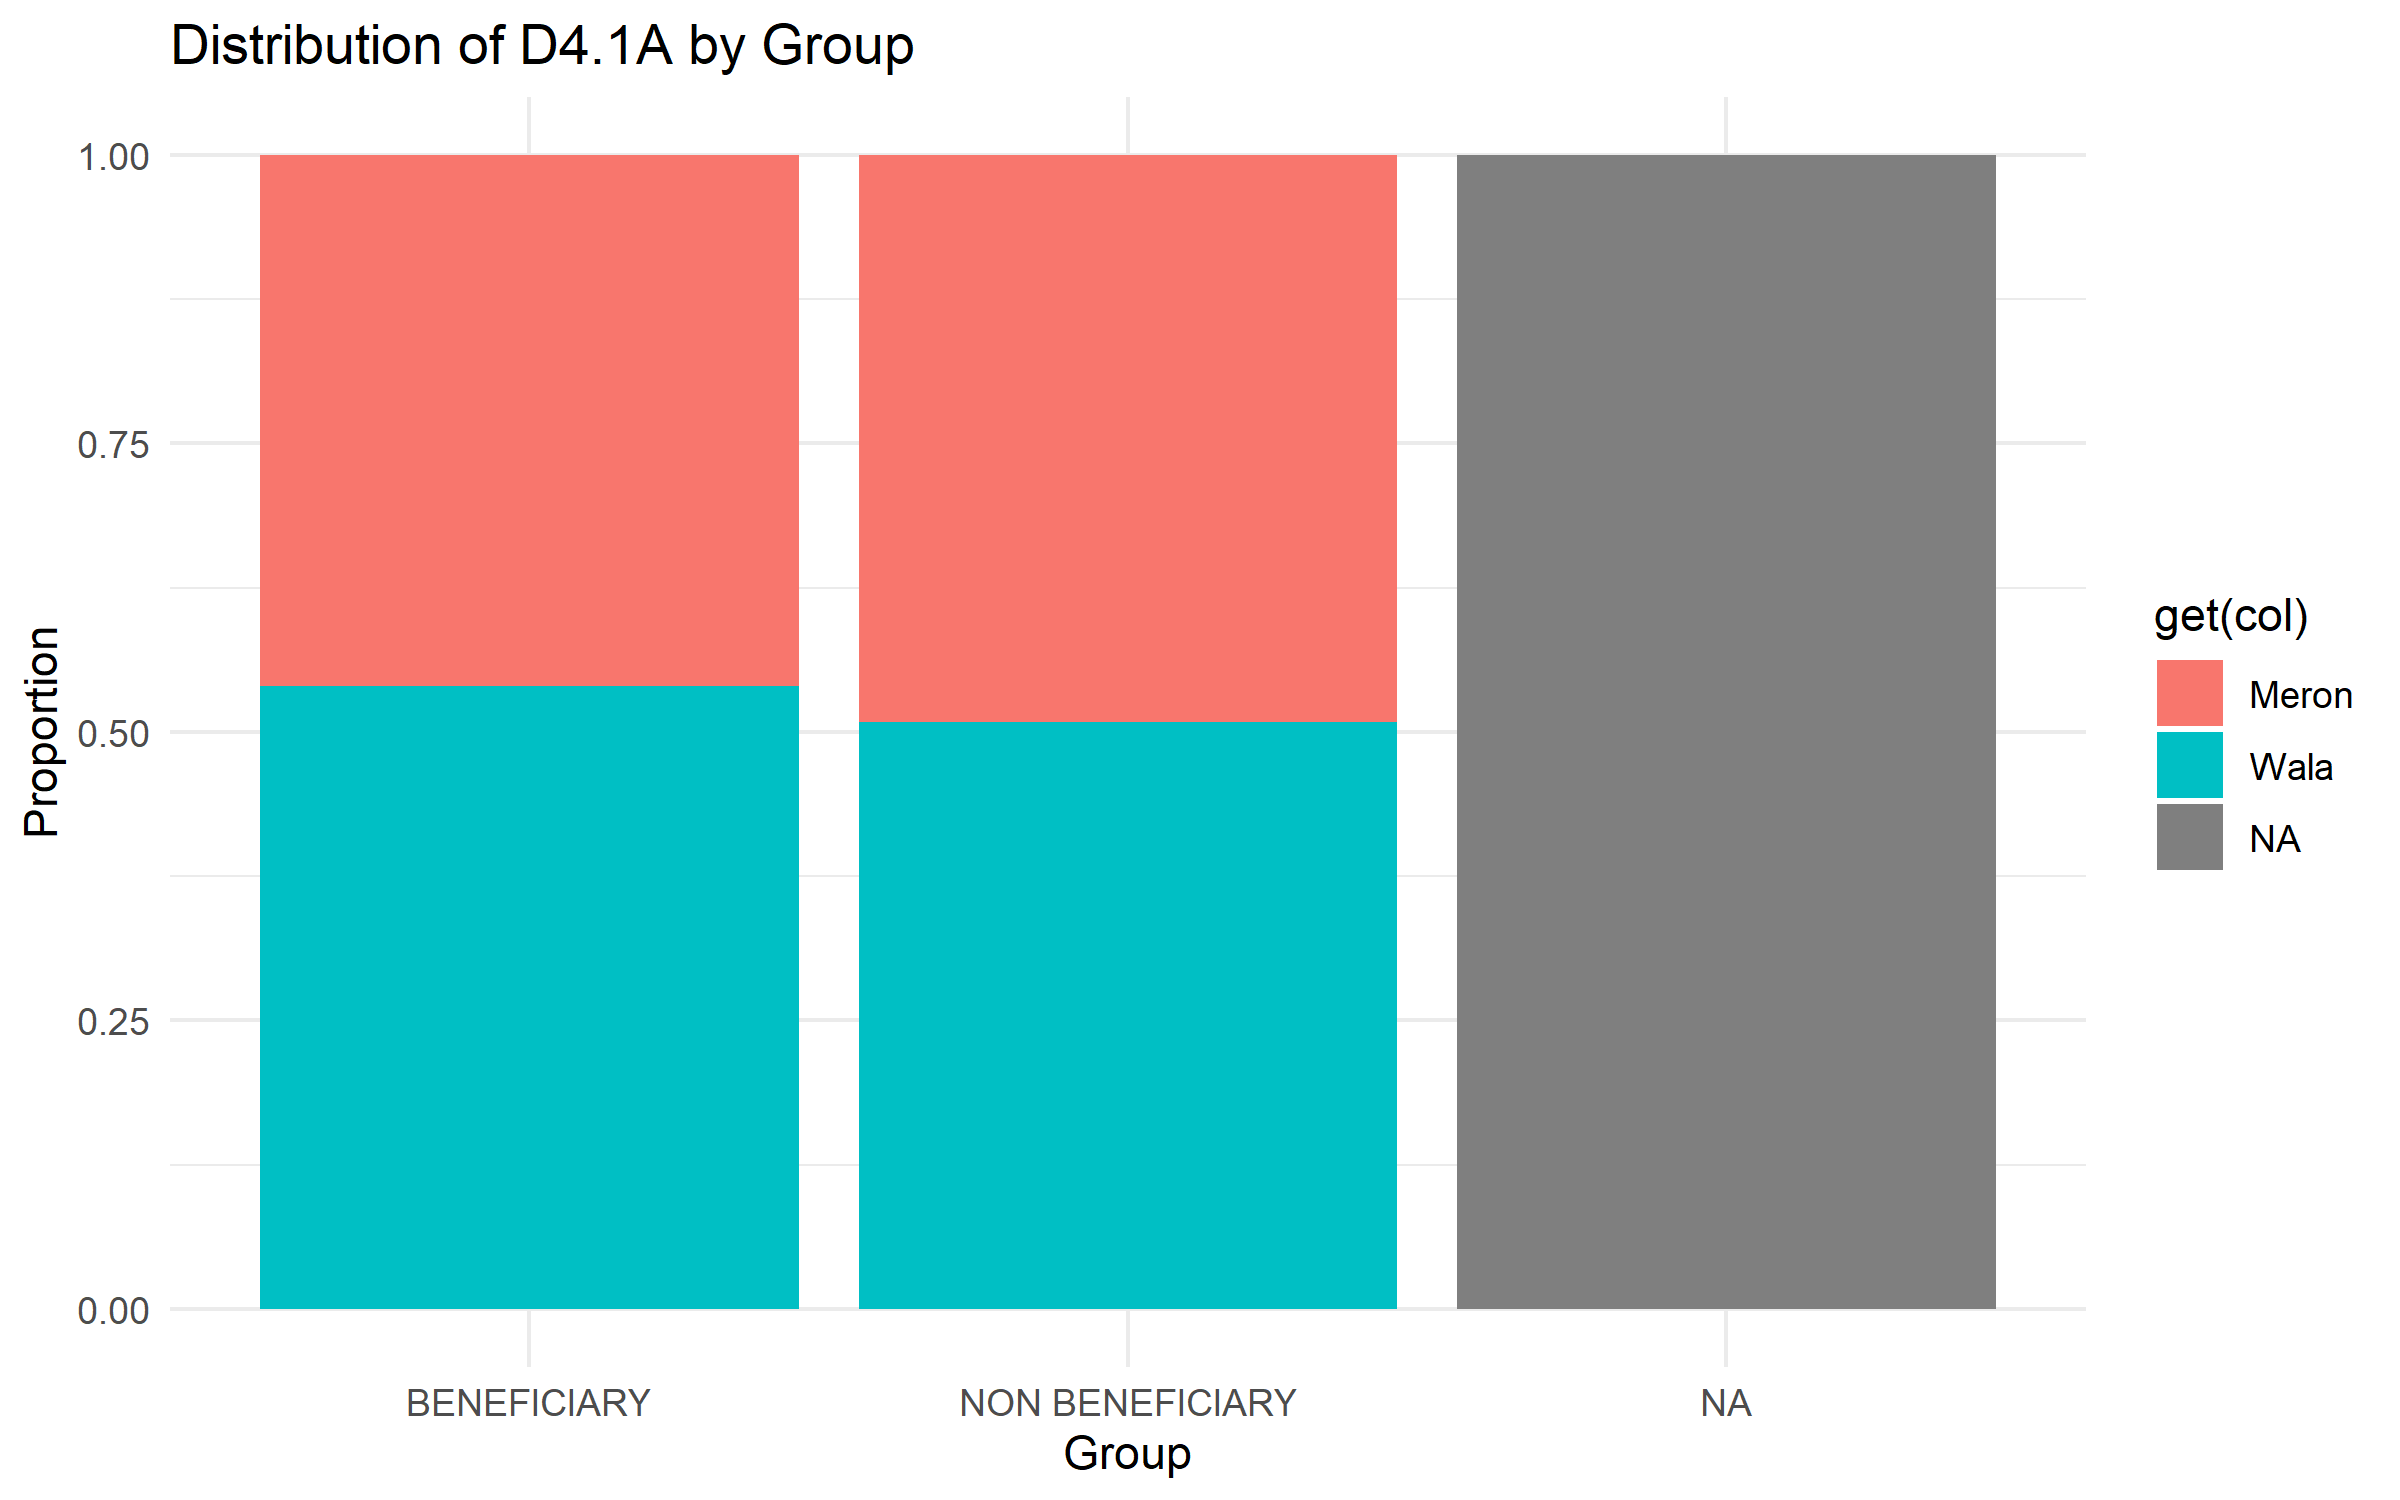 Distribution of D4.1A by Group
1.00
0.75
0.50
0.25
0.00
Proportion
BENEFICIARY
NON BENEFICIARY
NA
Group
get(col)
Meron
Wala
NA